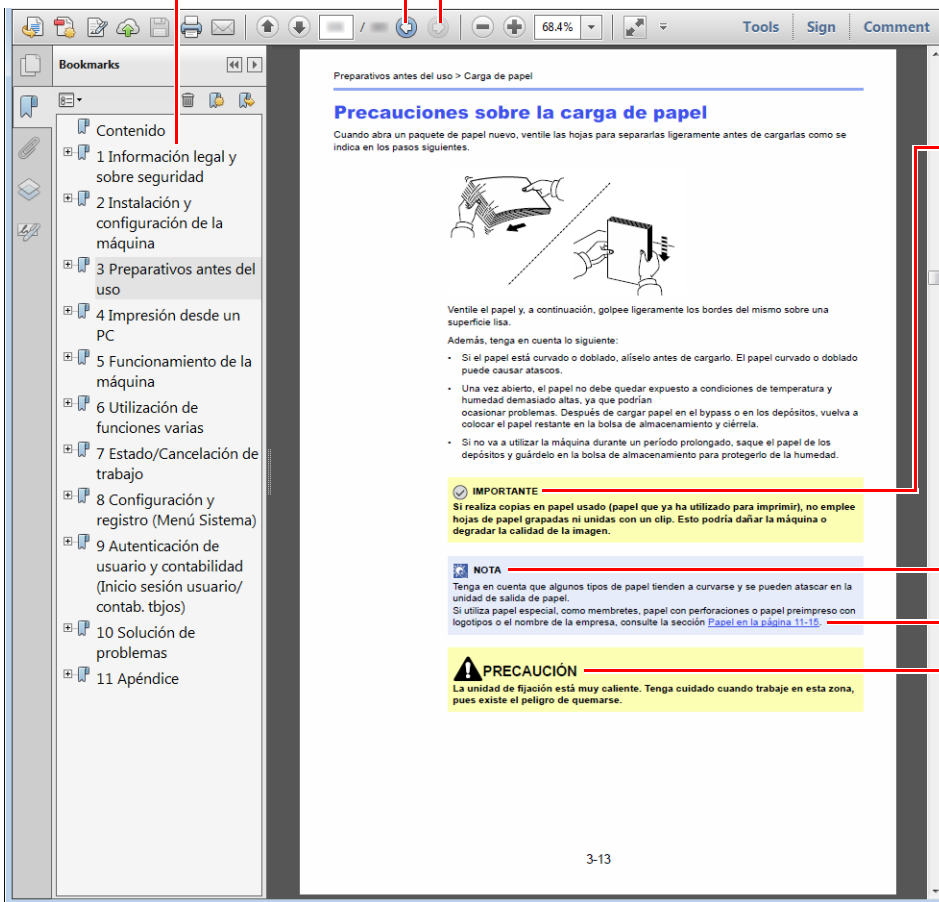 /
68.4%
Tools
Sign
Comment
Bookmarks
Contenido
1 Información legal y
sobre seguridad
2 Instalación y
configuración de la
máquina
3 Preparativos antes del
uso
4 Impresión desde un
PC
5 Funcionamiento de la
máquina
6 Utilización de
funciones varias
7 Estado/Cancelación de
trabajo
8 Configuración y
registro (Menú Sistema)
9 Autenticación de
usuario y contabilidad
(Inicio sesión usuario/
contab. tbjos)
10 Solución de
problemas
11 Apéndice
Preparativos antes del uso > Carga de papel
Precauciones sobre la carga de papel
Cuando abra un paquete de papel nuevo, ventile las hojas para separarlas ligeramente antes de cargarlas como se
indica en los pasos siguientes.
Ventile el papel y, a continuación, golpee ligeramente los bordes del mismo sobre una
superficie lisa.
Además, tenga en cuenta lo siguiente:
• Si el papel está curvado o doblado, alíselo antes de cargarlo. El papel curvado o doblado
puede causar atascos.
• Una vez abierto, el papel no debe quedar expuesto a condiciones de temperatura y
humedad demasiado altas, ya que podrían
ocasionar problemas. Después de cargar papel en el bypass o en los depósitos, vuelva a
colocar el papel restante en la bolsa de almacenamiento y ciérrela.
• Si no va a utilizar la máquina durante un período prolongado, saque el papel de los
depósitos y guárdelo en la bolsa de almacenamiento para protegerlo de la humedad.
IMPORTANTE
Si realiza copias en papel usado (papel que ya ha utilizado para imprimir), no emplee
hojas de papel grapadas ni unidas con un clip. Esto podría dañar la máquina o
degradar la calidad de la imagen.
NOTA
Tenga en cuenta que algunos tipos de papel tienden a curvarse y se pueden atascar en la
unidad de salida de papel.
Si utiliza papel especial, como membretes, papel con perforaciones o papel preimpreso con
logotipos o el nombre de la empresa, consulte la sección Papel en la página 11-15.
PRECAUCIÓN
La unidad de fijación está muy caliente. Tenga cuidado cuando trabaje en esta zona,
pues existe el peligro de quemarse.
3-13